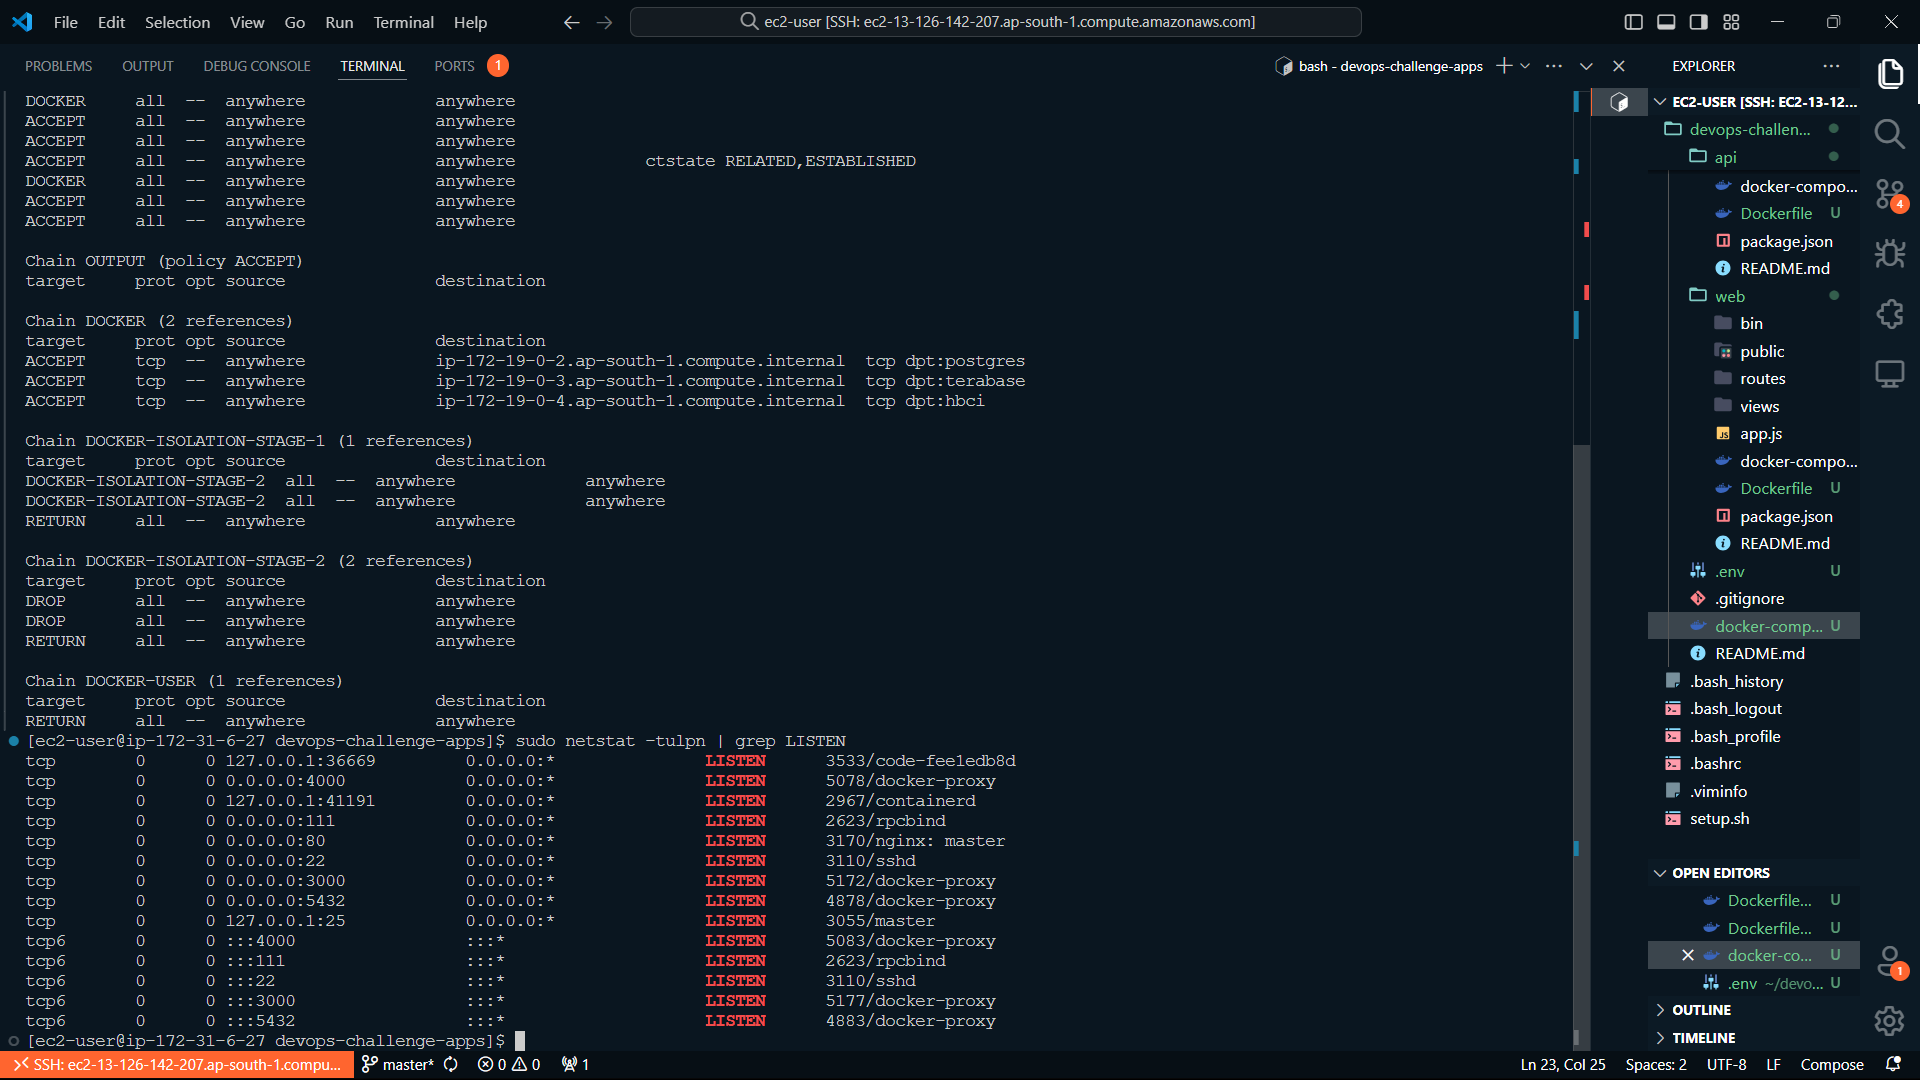 File Edit Selection View Go Run Terminal Help
ec2-user [SSH: ec2-13-126-142-207.ap-south-1.compute.amazonaws.com]
PROBLEMS OUTPUT DEBUG CONSOLE TERMINAL PORTS 1
bash - devops-challenge-apps
DOCKER all -- anywhere anywhere
ACCEPT all -- anywhere anywhere
ACCEPT all -- anywhere anywhere
ACCEPT all -- anywhere anywhere ctstate RELATED,ESTABLISHED
DOCKER all -- anywhere anywhere
ACCEPT all -- anywhere anywhere
ACCEPT all -- anywhere anywhere
Chain OUTPUT (policy ACCEPT)
target prot opt source destination
Chain DOCKER (2 references)
target prot opt source destination
ACCEPT tcp -- anywhere ip-172-19-0-2.ap-south-1.compute.internal tcp dpt:postgres
ACCEPT tcp -- anywhere ip-172-19-0-3.ap-south-1.compute.internal tcp dpt:terabase
ACCEPT tcp -- anywhere ip-172-19-0-4.ap-south-1.compute.internal tcp dpt:hbci
Chain DOCKER-ISOLATION-STAGE-1 (1 references)
target prot opt source destination
DOCKER-ISOLATION-STAGE-2 all -- anywhere anywhere
DOCKER-ISOLATION-STAGE-2 all -- anywhere anywhere
RETURN all -- anywhere anywhere
Chain DOCKER-ISOLATION-STAGE-2 (2 references)
target prot opt source destination
DROP all -- anywhere anywhere
DROP all -- anywhere anywhere
RETURN all -- anywhere anywhere
Chain DOCKER-USER (1 references)
target prot opt source destination
RETURN all -- anywhere anywhere
[ec2-user@ip-172-31-6-27 devops-challenge-apps]$ sudo netstat -tulpn | grep LISTEN
tcp 0 0 127.0.0.1:36669 0.0.0.0:* LISTEN 3533/code-fee1edb8d
tcp 0 0 0.0.0.0:4000 0.0.0.0:* LISTEN 5078/docker-proxy
tcp 0 0 127.0.0.1:41191 0.0.0.0:* LISTEN 2967/containerd
tcp 0 0 0.0.0.0:111 0.0.0.0:* LISTEN 2623/rpcbind
tcp 0 0 0.0.0.0:80 0.0.0.0:* LISTEN 3170/nginx: master
tcp 0 0 0.0.0.0:22 0.0.0.0:* LISTEN 3110/sshd
tcp 0 0 0.0.0.0:3000 0.0.0.0:* LISTEN 5172/docker-proxy
tcp 0 0 0.0.0.0:5432 0.0.0.0:* LISTEN 4878/docker-proxy
tcp 0 0 127.0.0.1:25 0.0.0.0:* LISTEN 3055/master
tcp6 0 0 :::4000 :::* LISTEN 5083/docker-proxy
tcp6 0 0 :::111 :::* LISTEN 2623/rpcbind
tcp6 0 0 :::22 :::* LISTEN 3110/sshd
tcp6 0 0 :::3000 :::* LISTEN 5177/docker-proxy
tcp6 0 0 :::5432 :::* LISTEN 4883/docker-proxy
[ec2-user@ip-172-31-6-27 devops-challenge-apps]$
EXPLORER
EC2-USER [SSH: EC2-13-12...
devops-challen...
api
docker-compo...
Dockerfile U
package.json
README.md
web
bin
public
routes
views
app.js
docker-compo...
Dockerfile U
package.json
README.md
.env U
.gitignore
docker-comp... U
README.md
.bash_history
.bash_logout
.bash_profile
.bashrc
.viminfo
setup.sh
OPEN EDITORS
Dockerfile... U
Dockerfile... U
docker-co... U
.env ~/devo... U
OUTLINE
TIMELINE
4
1
SSH: ec2-13-126-142-207.ap-south-1.compu... master* 0 0 1
Ln 23, Col 25 Spaces: 2 UTF-8 LF Compose